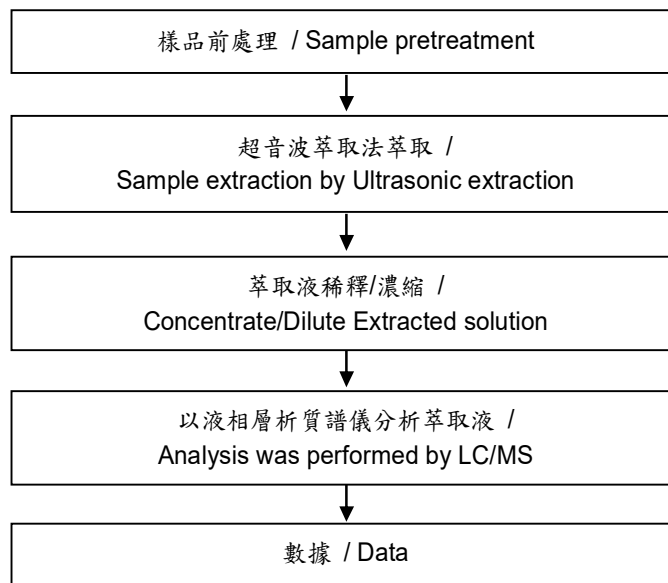 樣品前處理 / Sample pretreatment
超音波萃取法萃取 /
Sample extraction by Ultrasonic extraction
萃取液稀釋/濃縮 /
Concentrate/Dilute Extracted solution
以液相層析質譜儀分析萃取液 /
Analysis was performed by LC/MS
數據 / Data